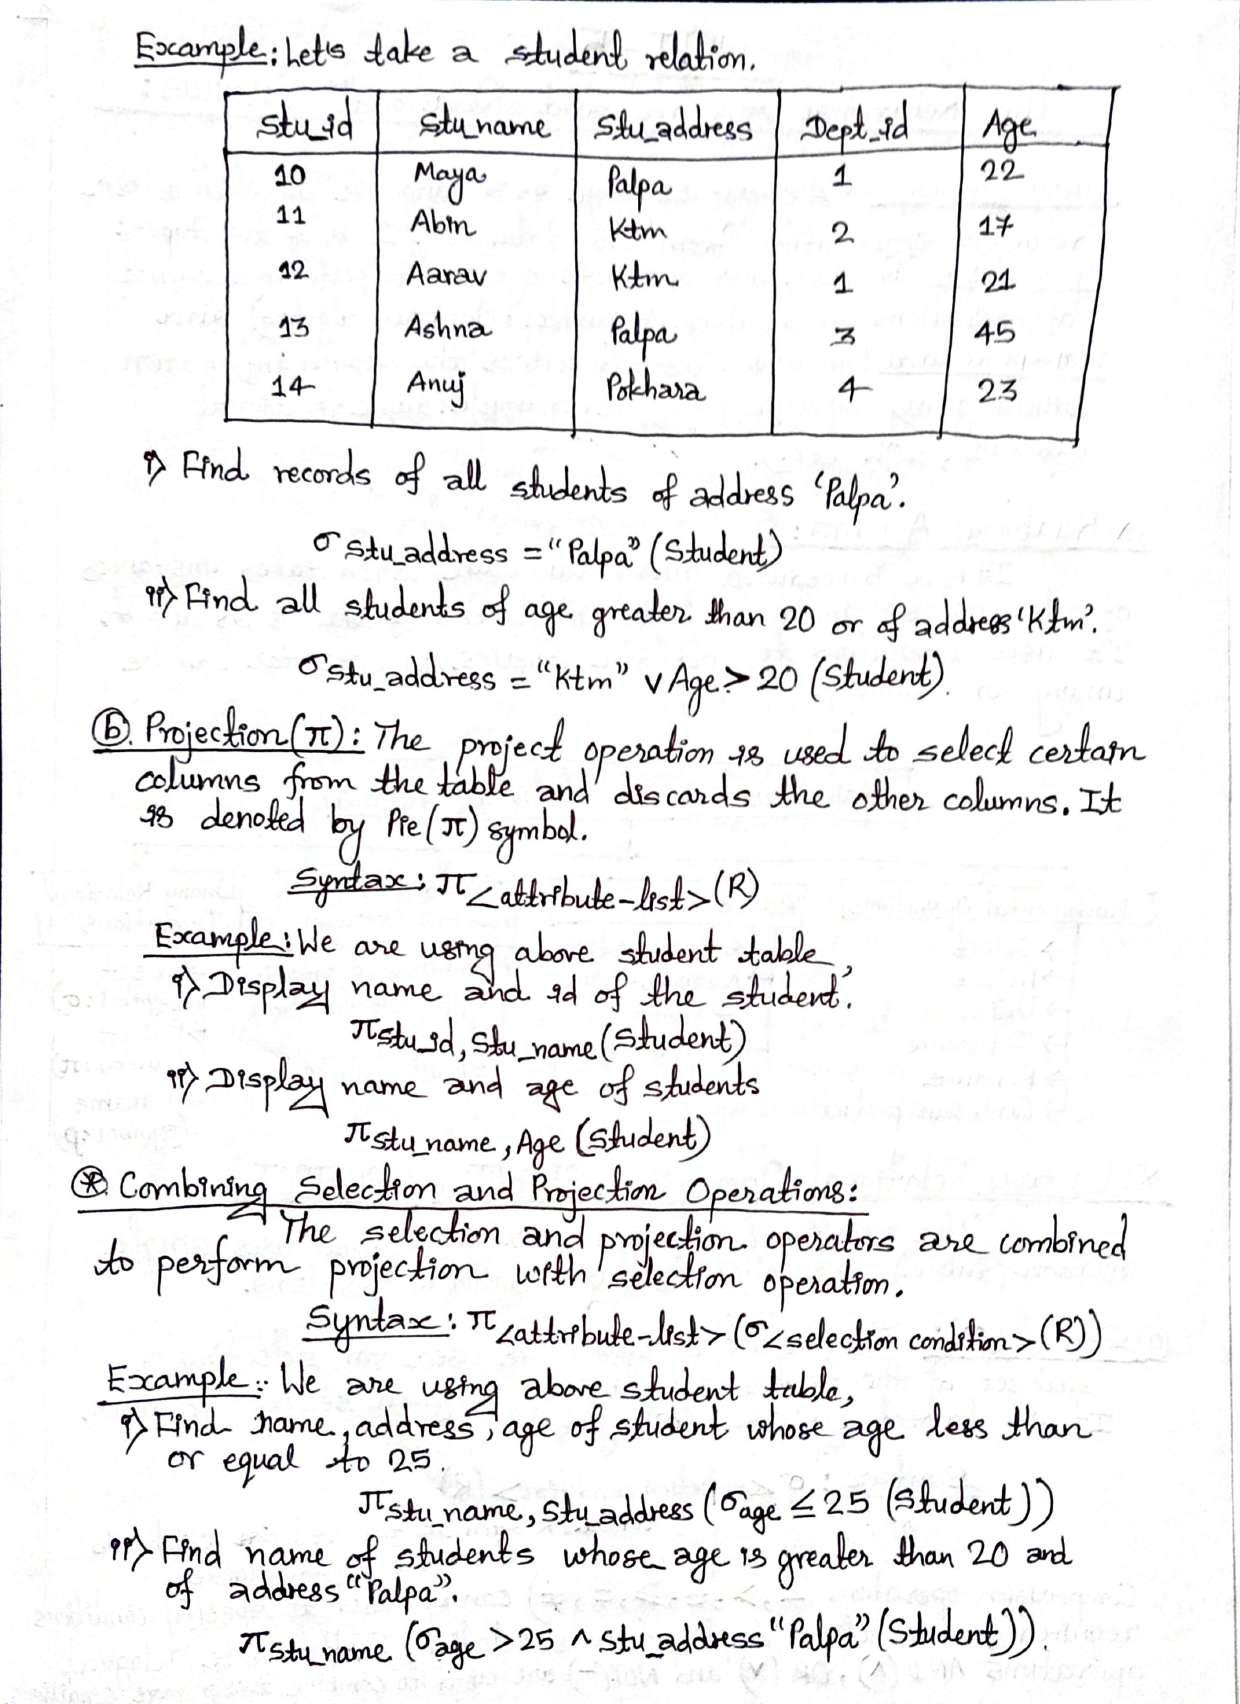 Example: Let's take a student relation.
Stu_id Stu_name Stu_address Dept_id Age
10 Maya Palpa 1 22
11 Abin Ktm 2 17
12 Aarav Ktm 1 21
13 Ashna Palpa 3 45
14 Anuj Pokhara 4 23
i) Find records of all students of address 'Palpa'.
σ stu_address = "Palpa" (Student)
ii) Find all students of age greater than 20 or of address 'Ktm'.
σ stu_address = "Ktm" ∨ Age > 20 (Student).
ⓑ. Projection (π): The project operation is used to select certain
columns from the table and discards the other columns. It
is denoted by Pie (π) symbol.
Syntax: π <attribute-list> (R)
Example: We are using above student table,
i) Display name and id of the student.
π stu_id, Stu_name (Student)
ii) Display name and age of students
π stu_name, Age (Student)
⊛. Combining Selection and Projection Operations:
The selection and projection operators are combined
to perform projection with selection operation.
Syntax: π <attribute-list> (σ <selection condition> (R))
Example:- We are using above student table,
i) Find name, address, age of student whose age less than
or equal to 25.
π stu_name, Stu_address (σ age ≤ 25 (Student))
ii) Find name of students whose age is greater than 20 and
of address "Palpa".
π stu_name (σ age > 25 ∧ stu_address "Palpa" (Student)).